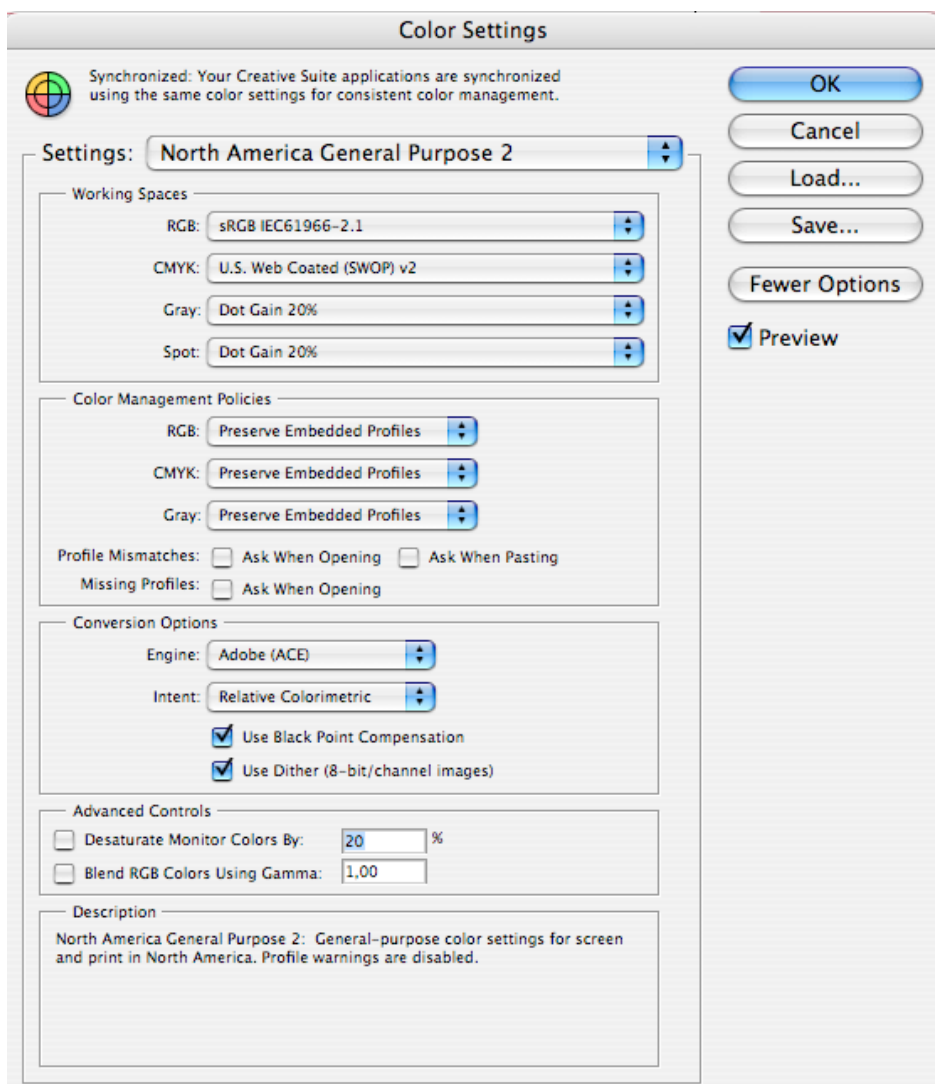 Color Settings
Synchronized: Your Creative Suite applications are synchronized
using the same color settings for consistent color management.
OK
Cancel
Load...
Save...
Fewer Options
Preview
Settings: North America General Purpose 2
Working Spaces
RGB: sRGB IEC61966-2.1
CMYK: U.S. Web Coated (SWOP) v2
Gray: Dot Gain 20%
Spot: Dot Gain 20%
Color Management Policies
RGB: Preserve Embedded Profiles
CMYK: Preserve Embedded Profiles
Gray: Preserve Embedded Profiles
Profile Mismatches: Ask When Opening Ask When Pasting
Missing Profiles: Ask When Opening
Conversion Options
Engine: Adobe (ACE)
Intent: Relative Colorimetric
Use Black Point Compensation
Use Dither (8-bit/channel images)
Advanced Controls
Desaturate Monitor Colors By: 20 %
Blend RGB Colors Using Gamma: 1,00
Description
North America General Purpose 2: General-purpose color settings for screen
and print in North America. Profile warnings are disabled.